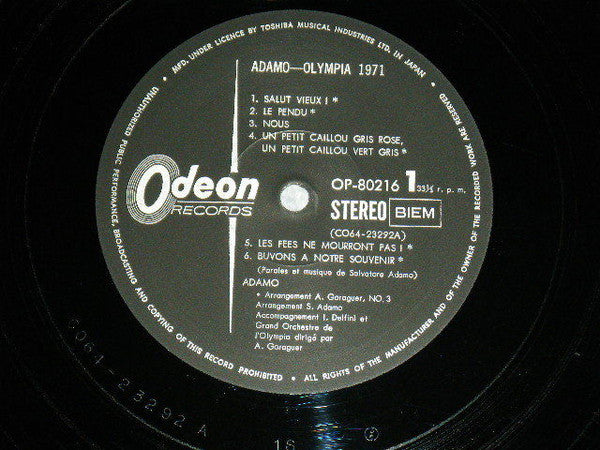 • MFD. UNDER LICENCE BY TOSHIBA MUSICAL INDUSTRIES LTD. IN JAPAN •
ADAMO—OLYMPIA 1971
1. SALUT VIEUX ! *
2. LE PENDU *
3. NOUS
4. UN PETIT CAILLOU GRIS ROSE,
UN PETIT CAILLOU VERT GRIS *
Odeon
RECORDS
OP-80216 1 33⅓ r. p. m.
STEREO BIEM
(CO64-23292A)
5. LES FEES NE MOURRONT PAS ! *
6. BUVONS A NOTRE SOUVENIR *
(Paroles et musique de Salvatore Adamo)
ADAMO
* Arrangement A. Goraguer, NO. 3
Arrangement S. Adamo
Accompagnement I. Delfini et
Grand Orchestre de
l'Olympia dirigé par
A. Goraguer
UNAUTHORIZED PUBLIC PERFORMANCE, BROADCASTING AND COPYING OF THIS RECORD PROHIBITED • ALL RIGHTS OF THE MANUFACTURER AND OF THE OWNER OF THE RECORDED WORK ARE RESERVED
CO64-23292 A
16